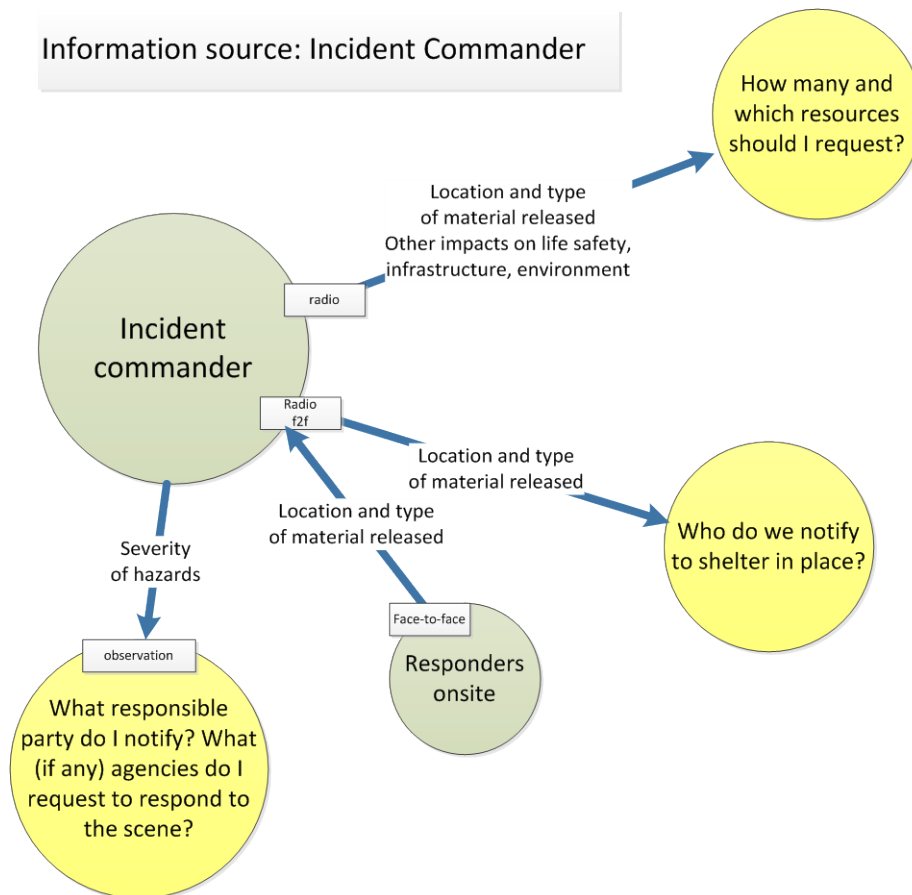 Information source: Incident Commander
How many and
which resources
should I request?
Location and type
of material released
Other impacts on life safety,
infrastructure, environment
radio
Incident
commander
Radio
f2f
Location and type
of material released
Location and type
of material released
Who do we notify
to shelter in place?
Severity
of hazards
Face-to-face
Responders
onsite
observation
What responsible
party do I notify? What
(if any) agencies do I
request to respond to
the scene?